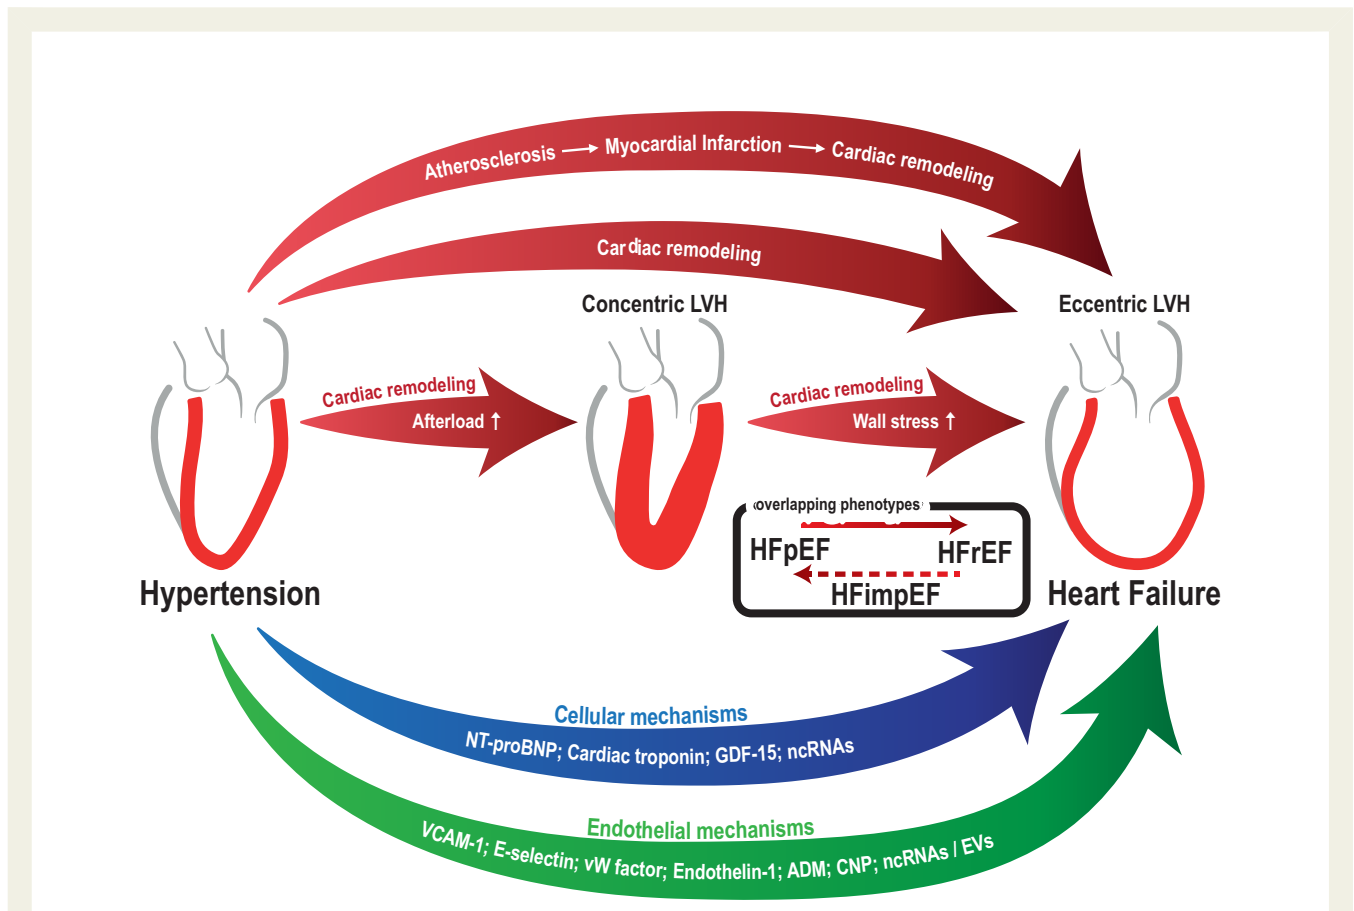 Atherosclerosis → Myocardial Infarction → Cardiac remodeling
Cardiac remodeling
Concentric LVH
Eccentric LVH
Cardiac remodeling
Afterload ↑
Cardiac remodeling
Wall stress ↑
overlapping phenotypes
HFpEF
HFrEF
HFimpEF
Hypertension
Heart Failure
Cellular mechanisms
NT-proBNP; Cardiac troponin; GDF-15; ncRNAs
Endothelial mechanisms
VCAM-1; E-selectin; vW factor; Endothelin-1; ADM; CNP; ncRNAs / EVs